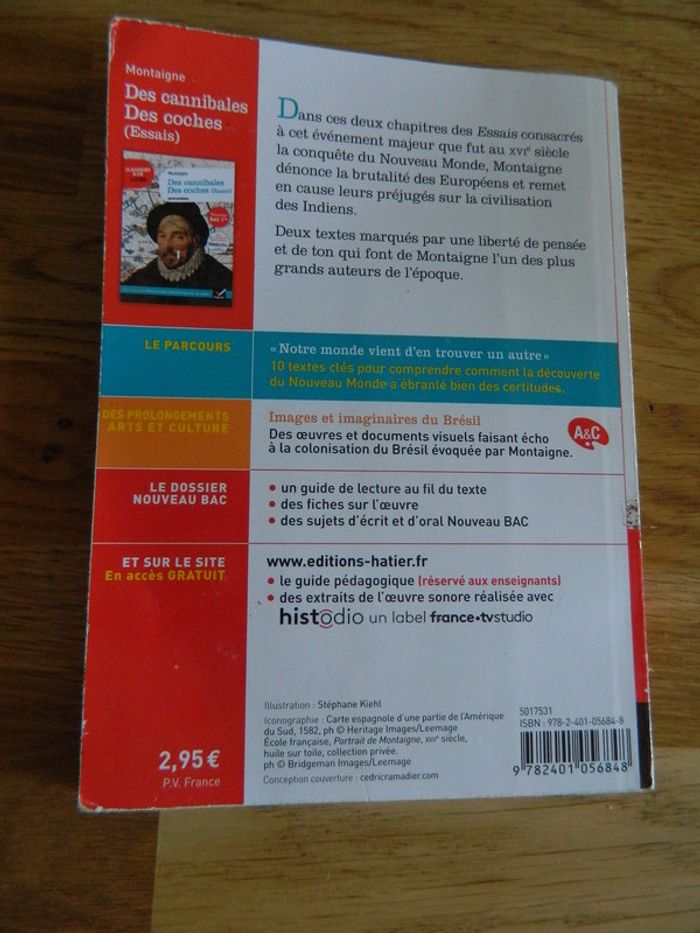 Montaigne
Des cannibales
Des coches
(Essais)
CLASSIQUES & CIE
LYCÉE
Montaigne
Des cannibales
Des coches (Essais)
Dans ces deux chapitres des Essais consacrés
à cet événement majeur que fut au XVIe siècle
la conquête du Nouveau Monde, Montaigne
dénonce la brutalité des Européens et remet
en cause leurs préjugés sur la civilisation
des Indiens.
Deux textes marqués par une liberté de pensée
et de ton qui font de Montaigne l'un des plus
grands auteurs de l'époque.
LE PARCOURS
« Notre monde vient d'en trouver un autre »
10 textes clés pour comprendre comment la découverte
du Nouveau Monde a ébranlé bien des certitudes.
DES PROLONGEMENTS
ARTS ET CULTURE
Images et imaginaires du Brésil
Des œuvres et documents visuels faisant écho
à la colonisation du Brésil évoquée par Montaigne.
A&C
LE DOSSIER
NOUVEAU BAC
• un guide de lecture au fil du texte
• des fiches sur l'œuvre
• des sujets d'écrit et d'oral Nouveau BAC
ET SUR LE SITE
En accès GRATUIT
www.editions-hatier.fr
• le guide pédagogique (réservé aux enseignants)
• des extraits de l'œuvre sonore réalisée avec
histodio un label france•tvstudio
Illustration : Stéphane Kiehl
Iconographie : Carte espagnole d'une partie de l'Amérique
du Sud, 1582, ph © Heritage Images/Leemage
École française, Portrait de Montaigne, XVIIe siècle,
huile sur toile, collection privée.
ph © Bridgeman Images/Leemage
Conception couverture : cedricramadier.com
2,95 €
P.V. France
5017531
ISBN : 978-2-401-05684-8
9 782401 056848